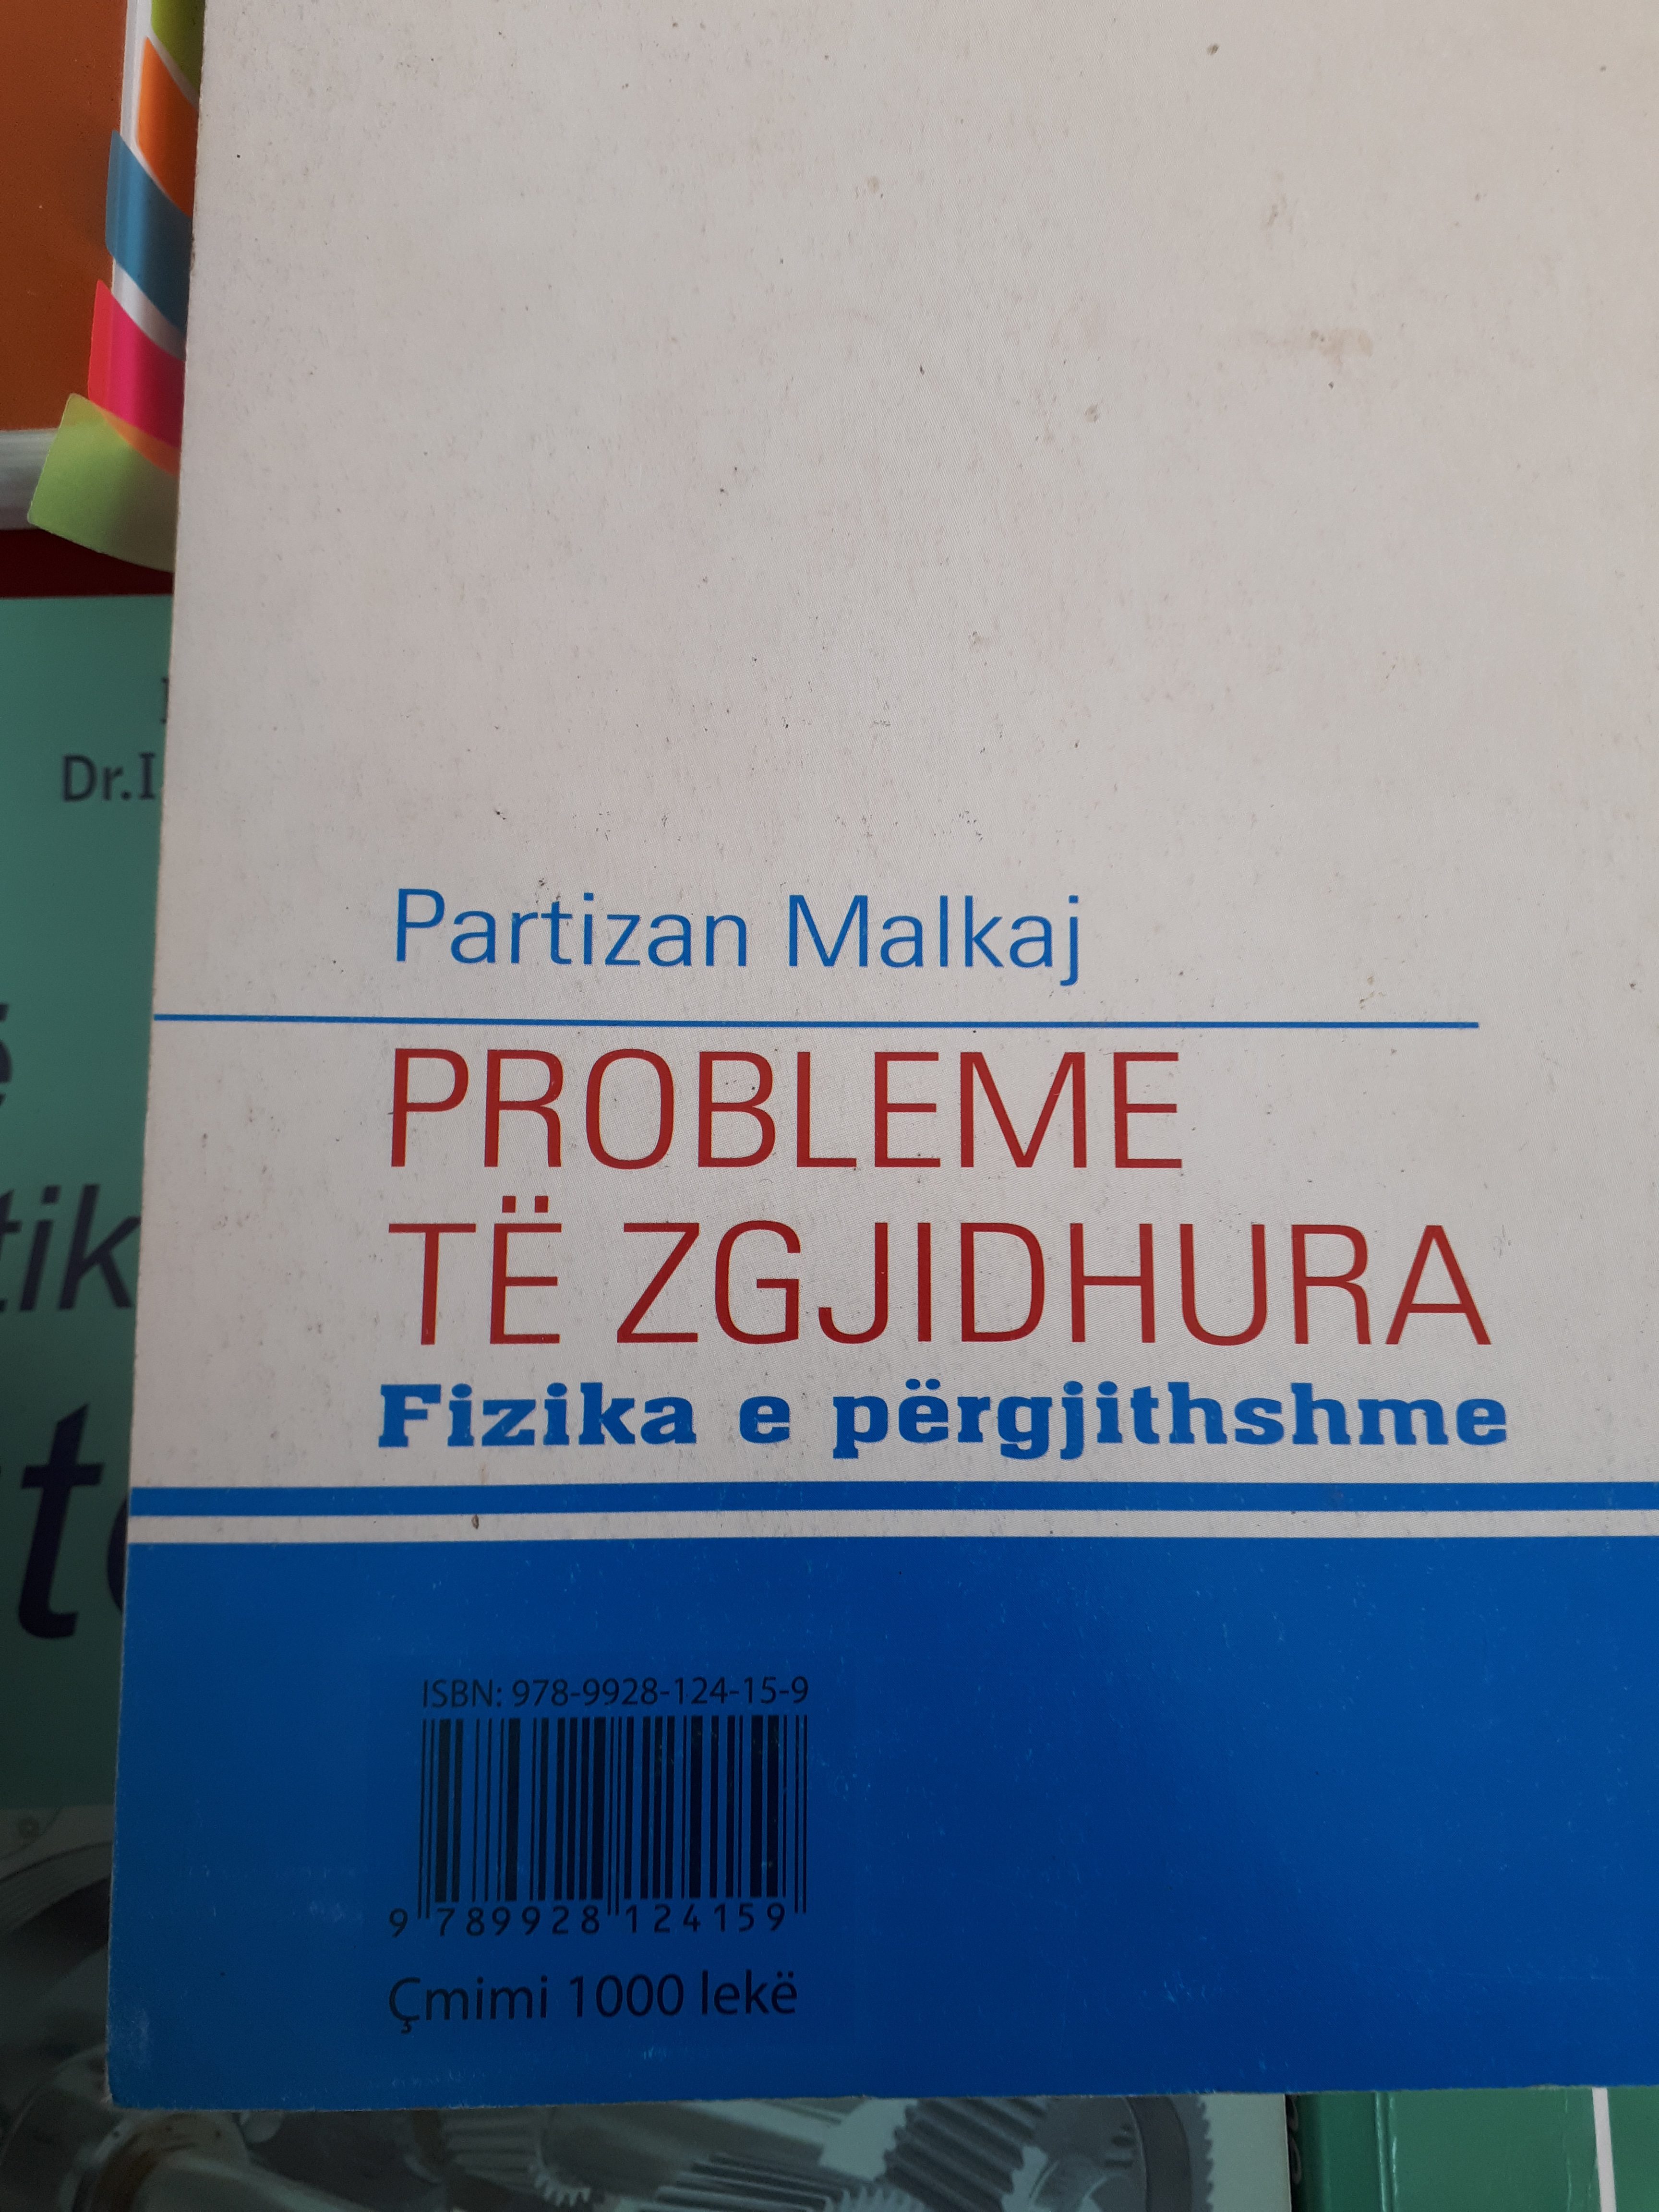 Dr.I
Partizan Malkaj
PROBLEME
TË ZGJIDHURA
Fizika e përgjithshme
ISBN: 978-9928-124-15-9
9 789928 124159
Çmimi 1000 lekë